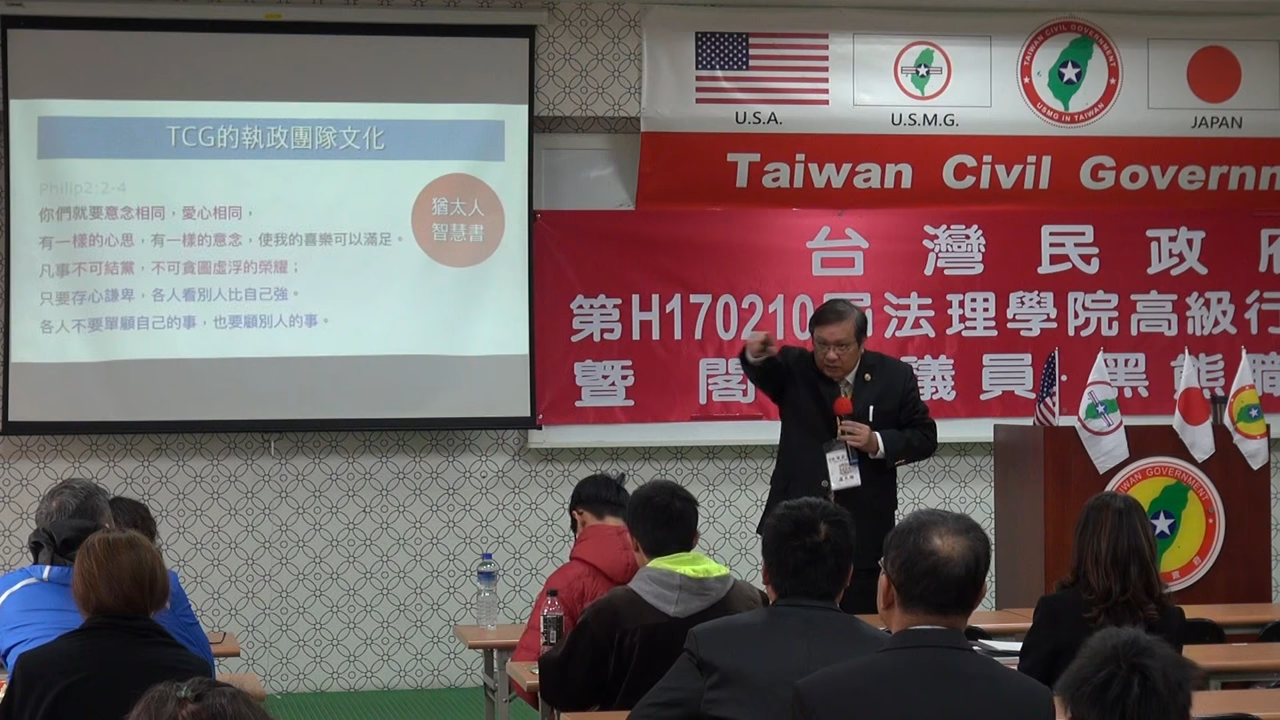 TCG的執政團隊文化
Philip2:2-4
你們就要意念相同，愛心相同，
有一樣的心思，有一樣的意念，使我的喜樂可以滿足。
凡事不可結黨，不可貪圖虛浮的榮耀；
只要存心謙卑，各人看別人比自己強。
各人不要單顧自己的事，也要顧別人的事。
猶太人
智慧書
U.S.A.
U.S.M.G.
TAIWAN CIVIL GOVERNMENT
USMG IN TAIWAN
JAPAN
Taiwan Civil Governm
台灣民政府
第H170210屆法理學院高級行
暨閣 議員·黑熊職
TAIWAN GOVERNMENT